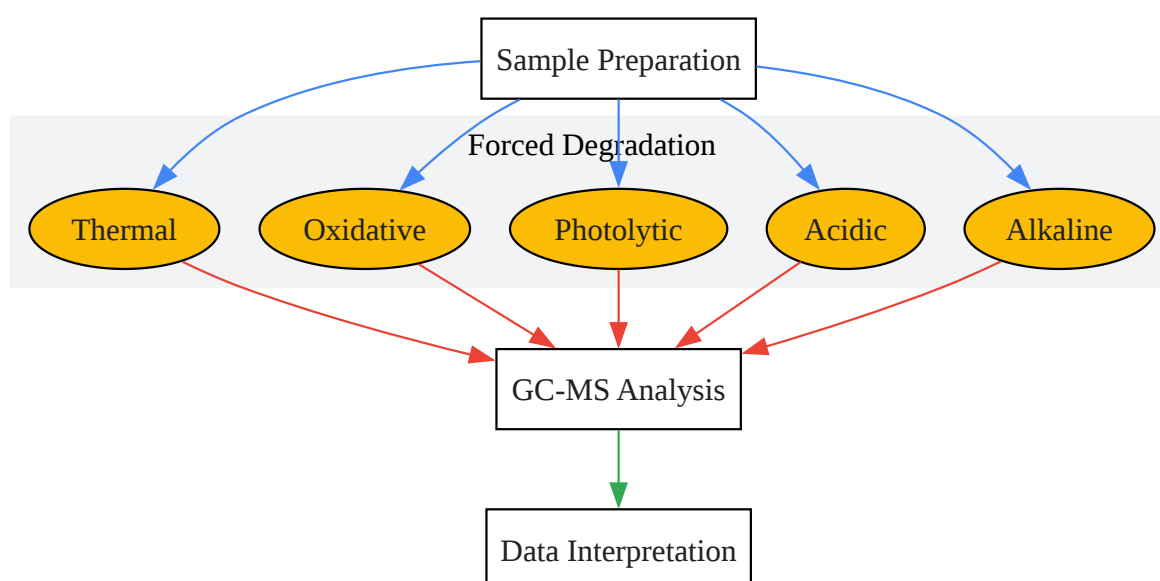 Sample Preparation
Forced Degradation
Thermal
Oxidative
Photolytic
Acidic
Alkaline
GC-MS Analysis
Data Interpretation